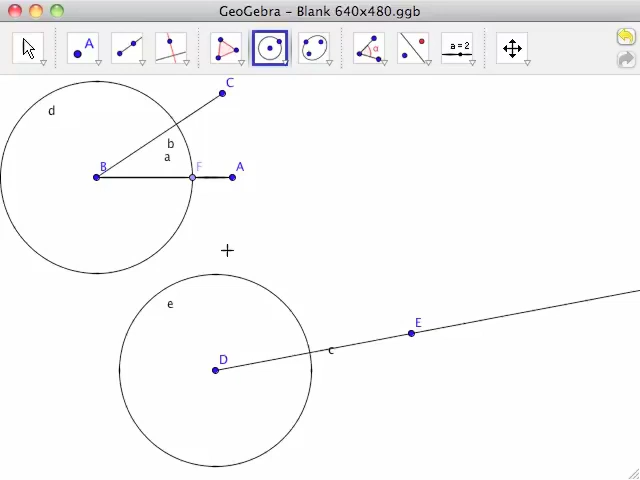 GeoGebra - Blank 640x480.ggb
A
α
a = 2
C
d
b
a
B
F
A
e
E
c
D